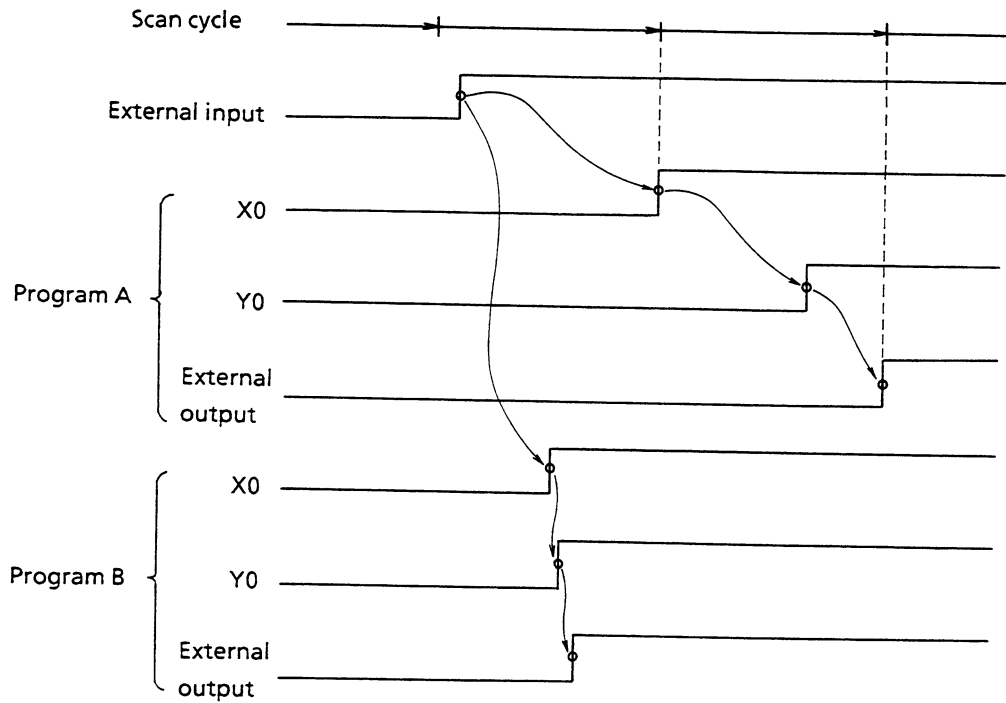 Scan cycle
External input
X0
Program A
Y0
External
output
X0
Program B
Y0
External
output